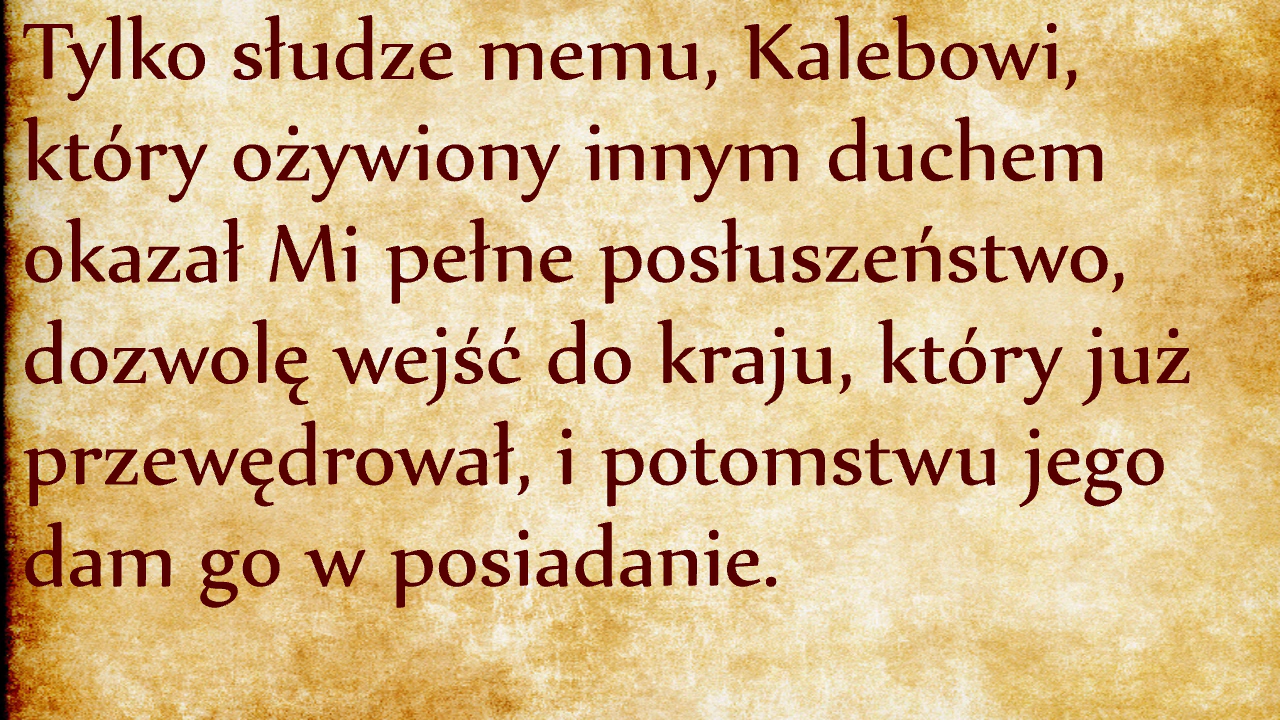 Tylko słudze memu, Kalebowi,
który ożywiony innym duchem
okazał Mi pełne posłuszeństwo,
dozwolę wejść do kraju, który już
przewędrował, i potomstwu jego
dam go w posiadanie.